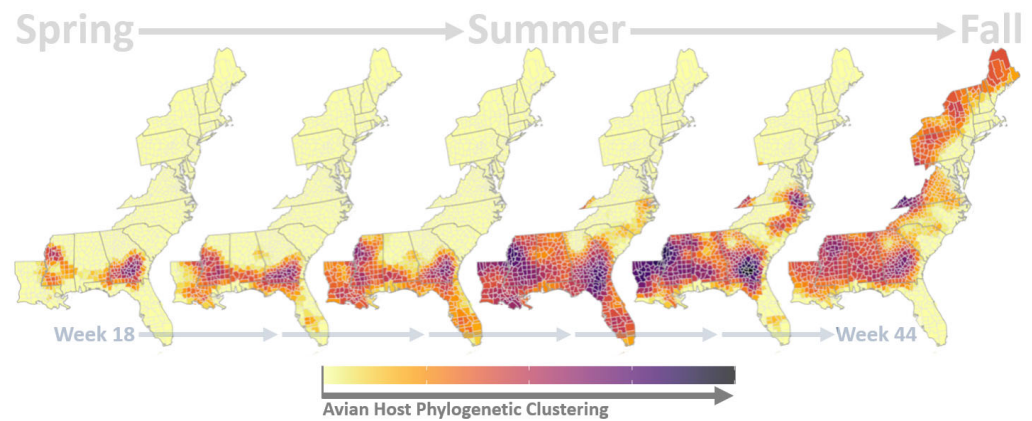 Spring Summer Fall
Week 18 Week 44
Avian Host Phylogenetic Clustering